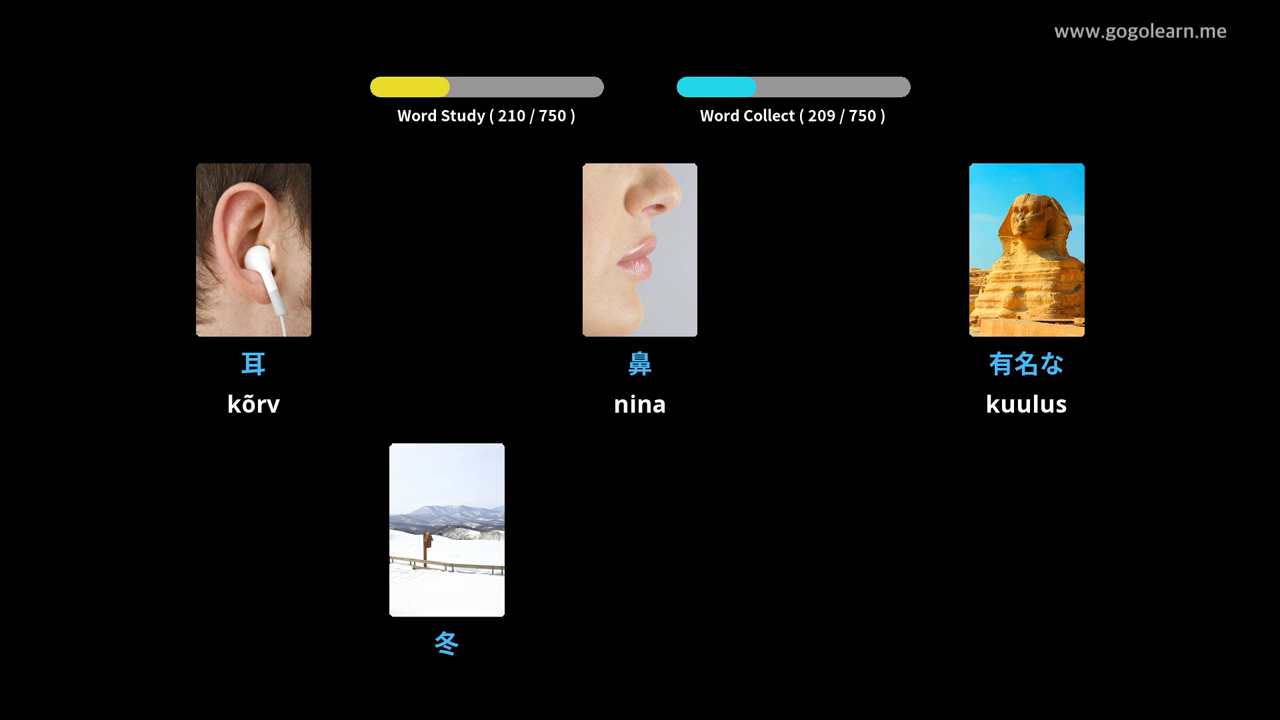 www.gogolearn.me
Word Study ( 210 / 750 )
Word Collect ( 209 / 750 )
耳
kõrv
鼻
nina
有名な
kuulus
冬